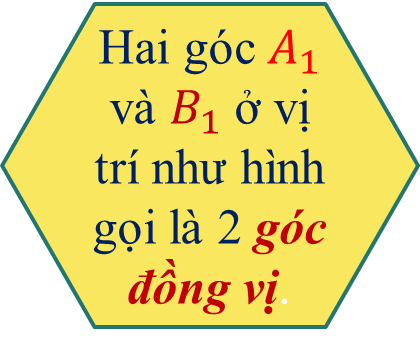 Hai góc A₁
và B₁ ở vị
trí như hình
gọi là 2 góc
đồng vị.